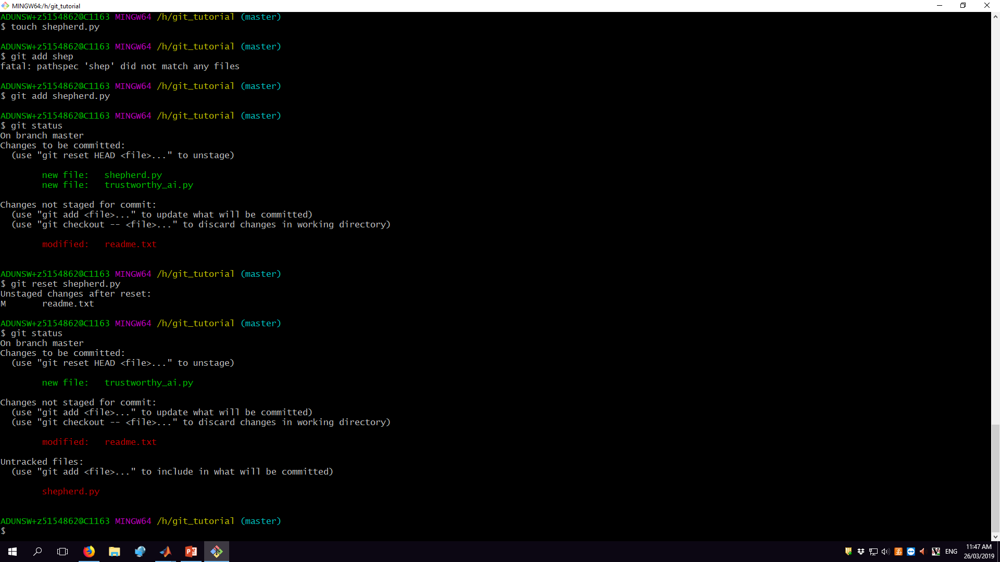 MINGW64:/h/git_tutorial
ADUNSW+z5154862@C1163 MINGW64 /h/git_tutorial (master)
$ touch shepherd.py
ADUNSW+z5154862@C1163 MINGW64 /h/git_tutorial (master)
$ git add shep
fatal: pathspec 'shep' did not match any files
ADUNSW+z5154862@C1163 MINGW64 /h/git_tutorial (master)
$ git add shepherd.py
ADUNSW+z5154862@C1163 MINGW64 /h/git_tutorial (master)
$ git status
On branch master
Changes to be committed:
  (use "git reset HEAD <file>..." to unstage)
        new file:   shepherd.py
        new file:   trustworthy_ai.py
Changes not staged for commit:
  (use "git add <file>..." to update what will be committed)
  (use "git checkout -- <file>..." to discard changes in working directory)
        modified:   readme.txt
ADUNSW+z5154862@C1163 MINGW64 /h/git_tutorial (master)
$ git reset shepherd.py
Unstaged changes after reset:
M       readme.txt
ADUNSW+z5154862@C1163 MINGW64 /h/git_tutorial (master)
$ git status
On branch master
Changes to be committed:
  (use "git reset HEAD <file>..." to unstage)
        new file:   trustworthy_ai.py
Changes not staged for commit:
  (use "git add <file>..." to update what will be committed)
  (use "git checkout -- <file>..." to discard changes in working directory)
        modified:   readme.txt
Untracked files:
  (use "git add <file>..." to include in what will be committed)
        shepherd.py
ADUNSW+z5154862@C1163 MINGW64 /h/git_tutorial (master)
$
ENG
11:47 AM
26/03/2019